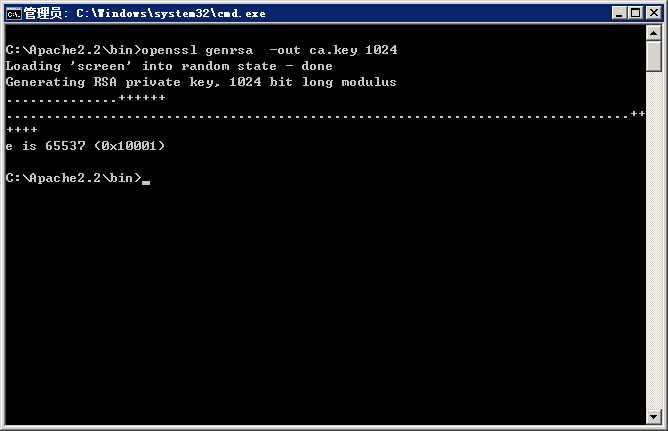 管理员: C:\Windows\system32\cmd.exe
C:\Apache2.2\bin>openssl genrsa  -out ca.key 1024
Loading 'screen' into random state - done
Generating RSA private key, 1024 bit long modulus
..............++++++
..............................................................................++
++++
e is 65537 (0x10001)
C:\Apache2.2\bin>